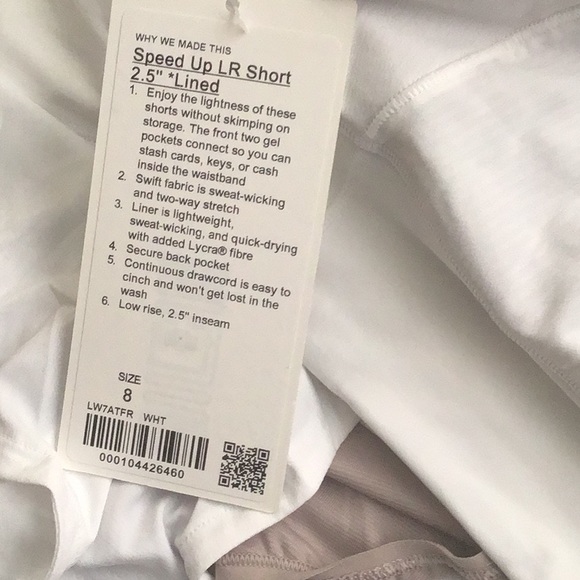 WHY WE MADE THIS
Speed Up LR Short
2.5" *Lined
1. Enjoy the lightness of these
shorts without skimping on
storage. The front two gel
pockets connect so you can
stash cards, keys, or cash
inside the waistband
2. Swift fabric is sweat-wicking
and two-way stretch
3. Liner is lightweight,
sweat-wicking, and quick-drying
with added Lycra® fibre
4. Secure back pocket
5. Continuous drawcord is easy to
cinch and won't get lost in the
wash
6. Low rise, 2.5" inseam
SIZE
8
LW7ATFR WHT
000104426460